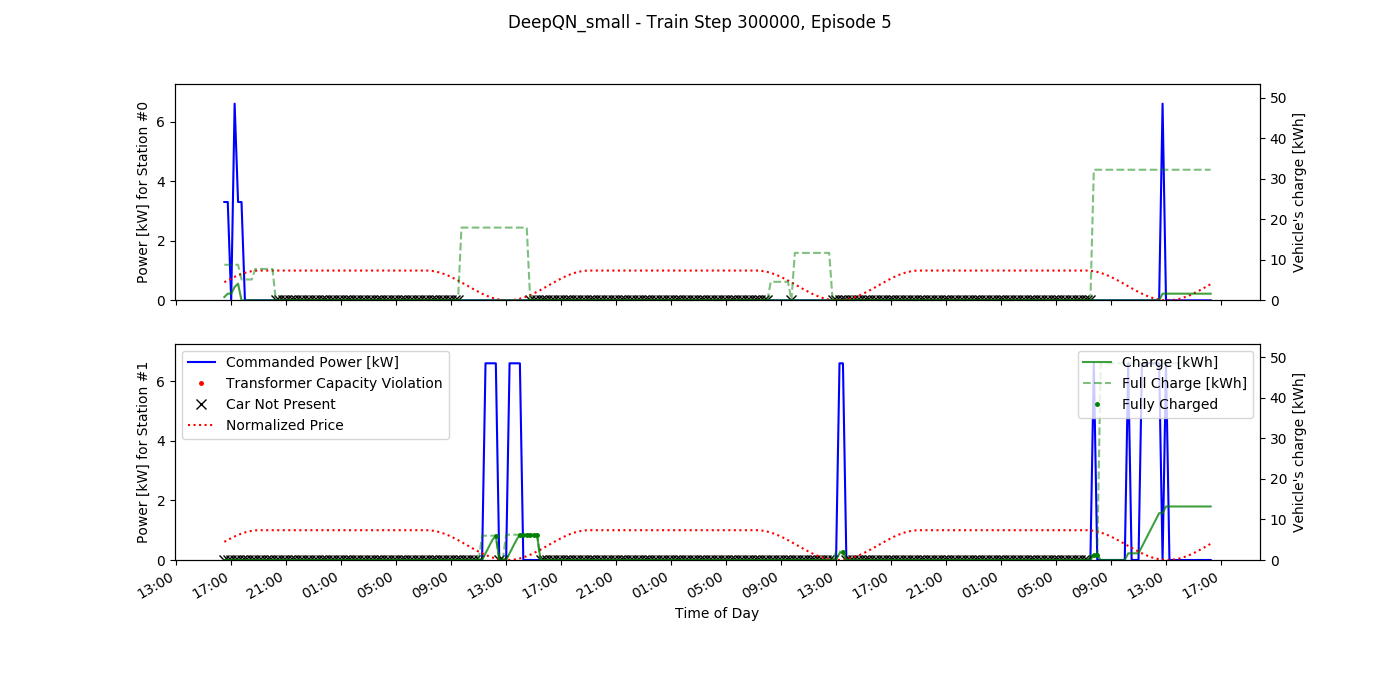 DeepQN_small - Train Step 300000, Episode 5
Power [kW] for Station #0
6
4
2
0
50
40
30
20
10
0
Vehicle's charge [kWh]
Power [kW] for Station #1
6
4
2
0
Commanded Power [kW]
Transformer Capacity Violation
Car Not Present
Normalized Price
Charge [kWh]
Full Charge [kWh]
Fully Charged
50
40
30
20
10
0
Vehicle's charge [kWh]
13:00 17:00 21:00 01:00 05:00 09:00 13:00 17:00 21:00 01:00 05:00 09:00 13:00 17:00 21:00 01:00 05:00 09:00 13:00 17:00
Time of Day